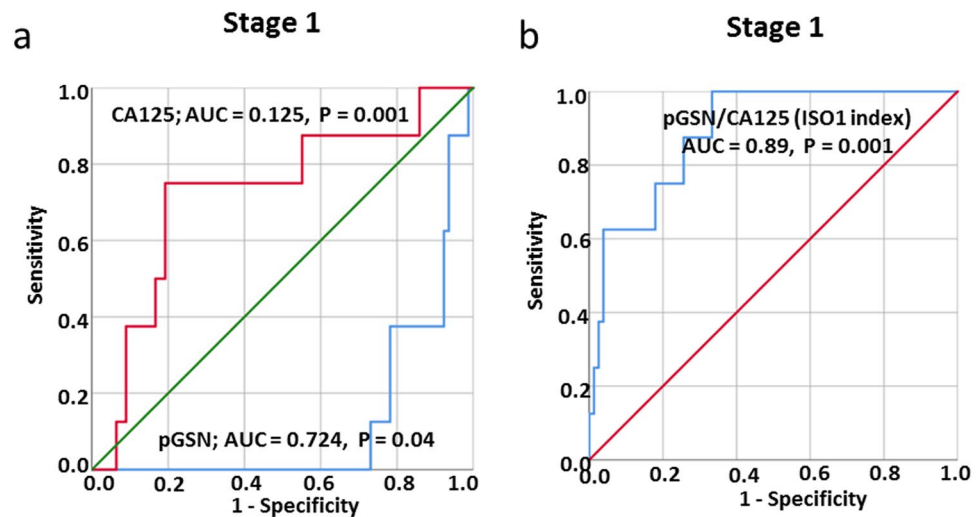 a
Stage 1
CA125; AUC = 0.125, P = 0.001
pGSN; AUC = 0.724, P = 0.04
Sensitivity
1.0
0.8
0.6
0.4
0.2
0.0
0.0 0.2 0.4 0.6 0.8 1.0
1 - Specificity
b
Stage 1
pGSN/CA125 (ISO1 index)
AUC = 0.89, P = 0.001
Sensitivity
1.0
0.8
0.6
0.4
0.2
0.0
0.0 0.2 0.4 0.6 0.8 1.0
1 - Specificity